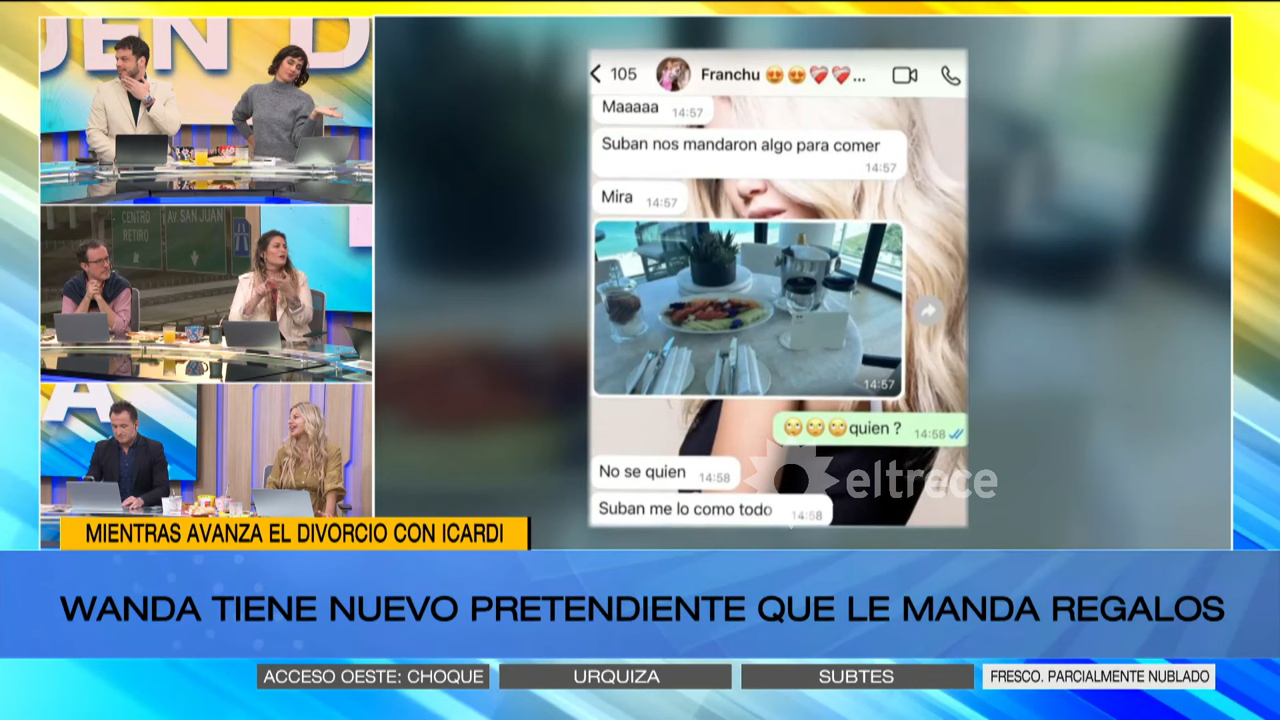 UEN D
CENTRO
RETIRO
AV SAN JUAN
A
105
Franchu 😍😍❤️‍🩹❤️‍🩹...
Maaaaa 14:57
Suban nos mandaron algo para comer
14:57
Mira 14:57
14:57
🙄🙄🙄quien ? 14:58
No se quien 14:58
Suban me lo como todo 14:58
eltrece
MIENTRAS AVANZA EL DIVORCIO CON ICARDI
WANDA TIENE NUEVO PRETENDIENTE QUE LE MANDA REGALOS
ACCESO OESTE: CHOQUE
URQUIZA
SUBTES
FRESCO. PARCIALMENTE NUBLADO